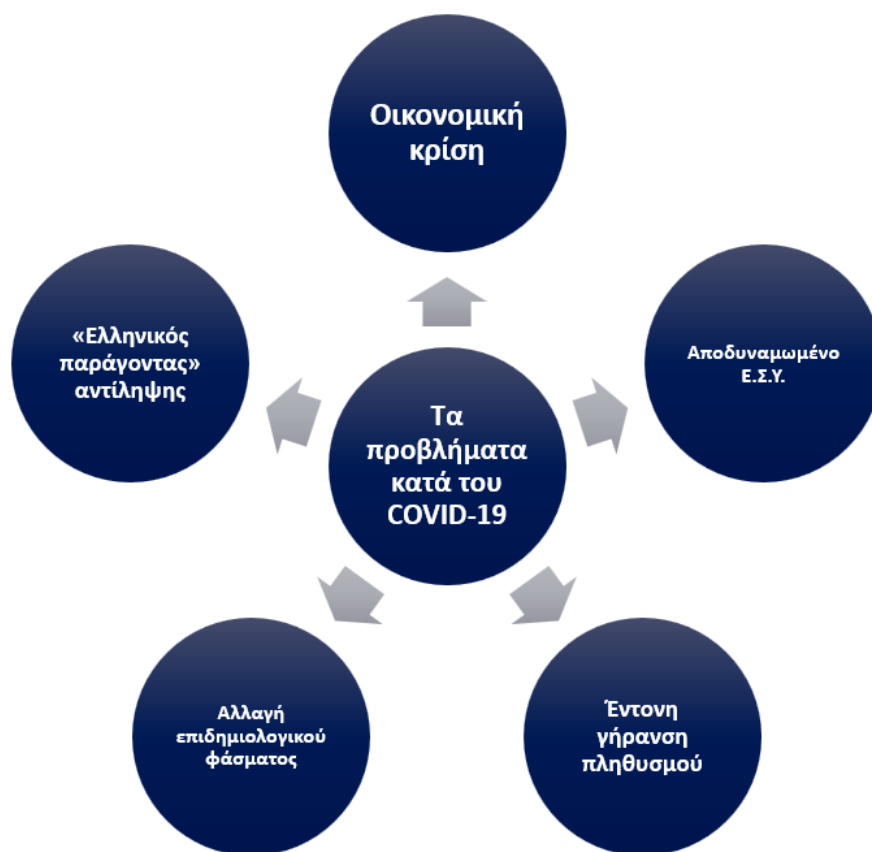 Οικονομική
κρίση
«Ελληνικός
παράγοντας»
αντίληψης
Αποδυναμωμένο
Ε.Σ.Υ.
Τα
προβλήματα
κατά του
COVID-19
Αλλαγή
επιδημιολογικού
φάσματος
Έντονη
γήρανση
πληθυσμού